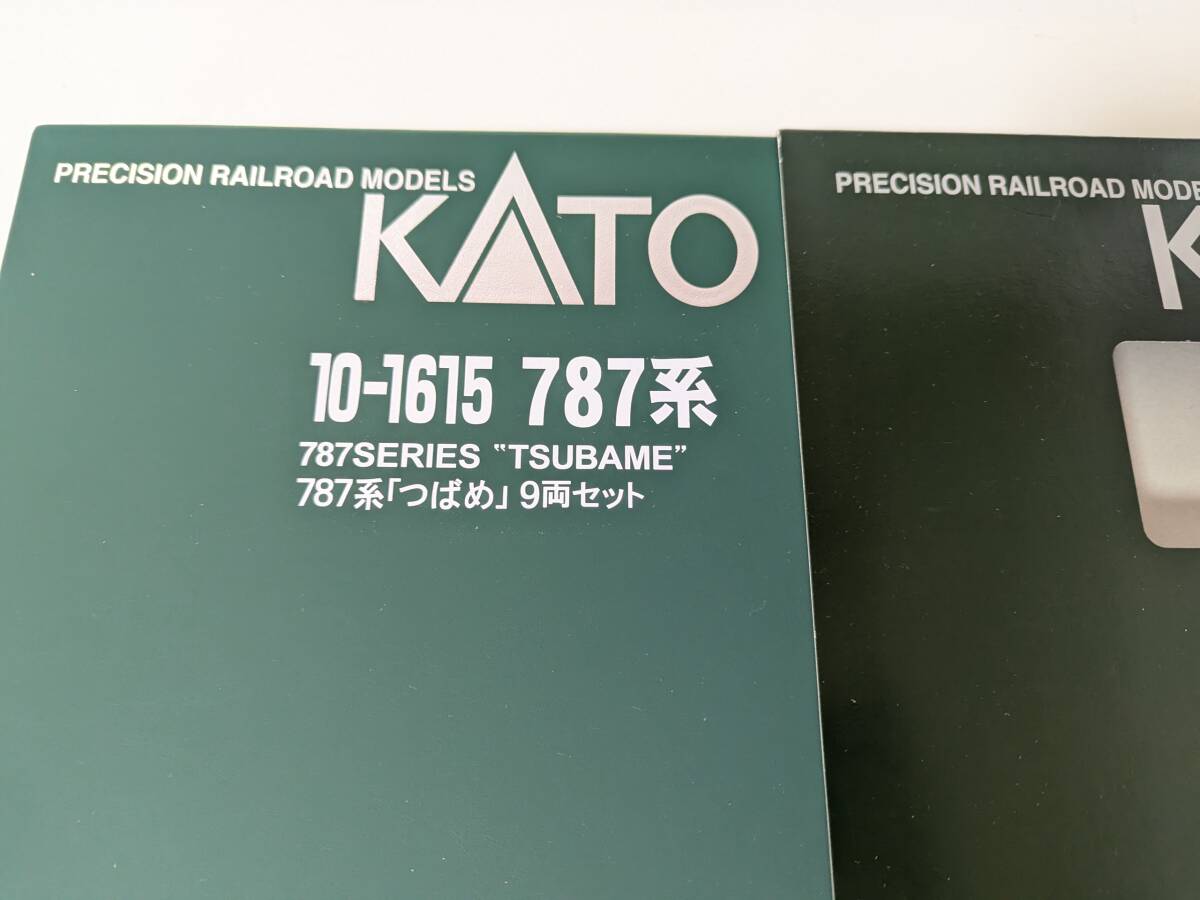 PRECISION RAILROAD MODELS
KATO
10-1615 787系
787SERIES "TSUBAME"
787系「つばめ」9両セット
PRECISION RAILROAD MODE
K